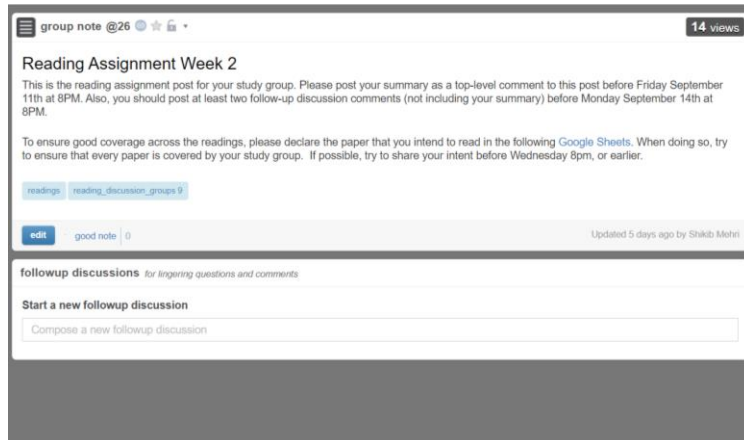 group note @26
14 views
Reading Assignment Week 2
This is the reading assignment post for your study group. Please post your summary as a top-level comment to this post before Friday September
11th at 8PM. Also, you should post at least two follow-up discussion comments (not including your summary) before Monday September 14th at
8PM.
To ensure good coverage across the readings, please declare the paper that you intend to read in the following Google Sheets. When doing so, try
to ensure that every paper is covered by your study group. If possible, try to share your intent before Wednesday 8pm, or earlier.
readings reading_discussion_groups 9
edit good note 0 Updated 5 days ago by Shikib Mehri
followup discussions for lingering questions and comments
Start a new followup discussion
Compose a new followup discussion